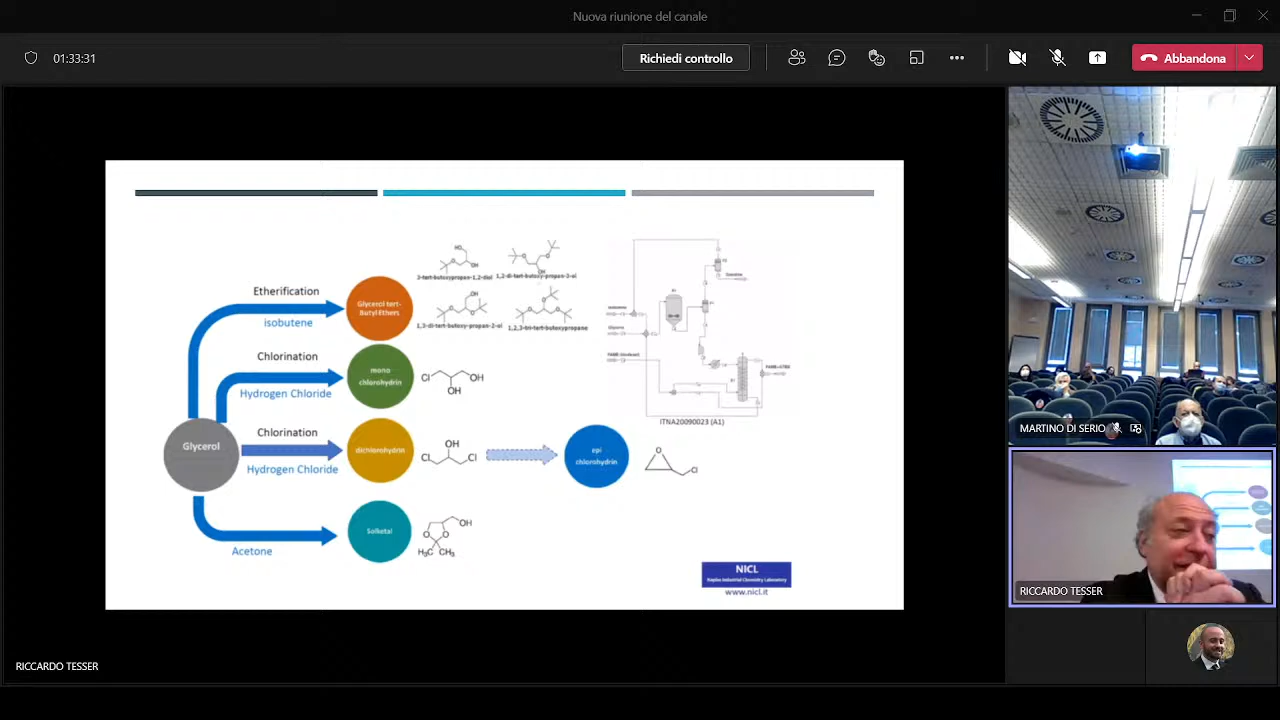 Nuova riunione del canale
01:33:31
Richiedi controllo
Abbandona
Etherification
isobutene
Glycerol tert-
Butyl Ethers
3-tert-butoxypropan-1,2-diol
1,2-di-tert-butoxy-propan-2-ol
1,3-di-tert-butoxy-propan-2-ol
1,2,3-tri-tert-butoxypropane
Chlorination
Hydrogen Chloride
mono
chlorohydrin
Cl
OH
OH
Glycerol
Chlorination
Hydrogen Chloride
dichlorohydrin
OH
Cl
Cl
epi
chlorohydrin
O
Cl
Acetone
Solketal
OH
O
O
H₃C
CH₃
Glycerol
ITNA20090023 (A1)
NICL
Naples Industrial Chemistry Laboratory
www.nicl.it
MARTINO DI SERIO
RICCARDO TESSER
RICCARDO TESSER